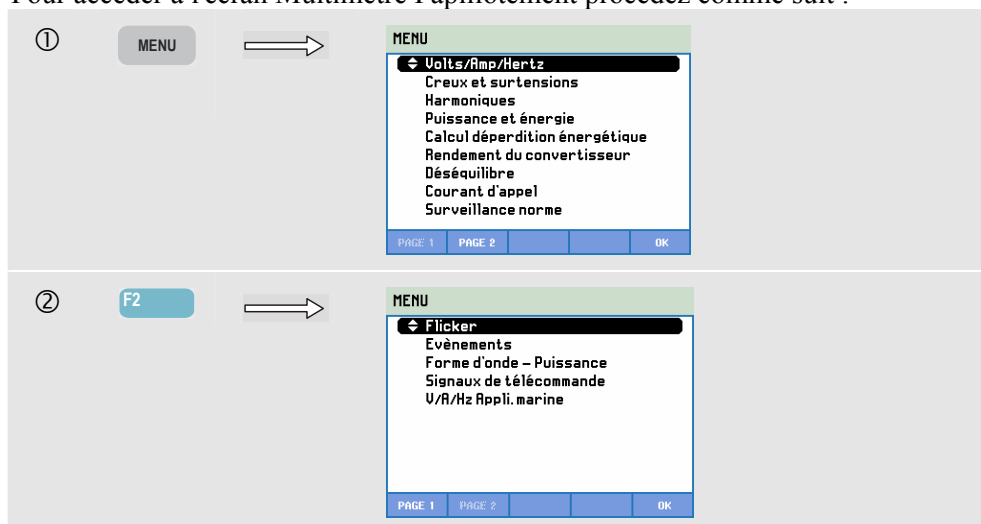 Pour accéder à l'écran Multimètre Papillotement procédez comme suit :
① MENU
MENU
Volts/Amp/Hertz
Creux et surtensions
Harmoniques
Puissance et énergie
Calcul déperdition énergétique
Rendement du convertisseur
Déséquilibre
Courant d'appel
Surveillance norme
PAGE 1 PAGE 2 OK
② F2
MENU
Flicker
Evènements
Forme d'onde – Puissance
Signaux de télécommande
V/A/Hz Appli. marine
PAGE 1 PAGE 2 OK